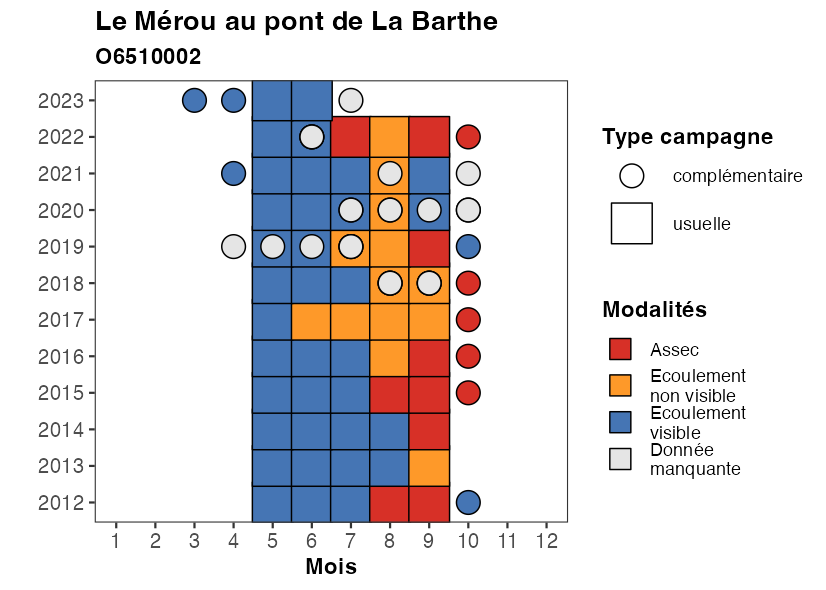 Le Mérou au pont de La Barthe
O6510002
2023
2022
2021
2020
2019
2018
2017
2016
2015
2014
2013
2012
1 2 3 4 5 6 7 8 9 10 11 12
Mois
Type campagne
complémentaire
usuelle
Modalités
Assec
Ecoulement
non visible
Ecoulement
visible
Donnée
manquante